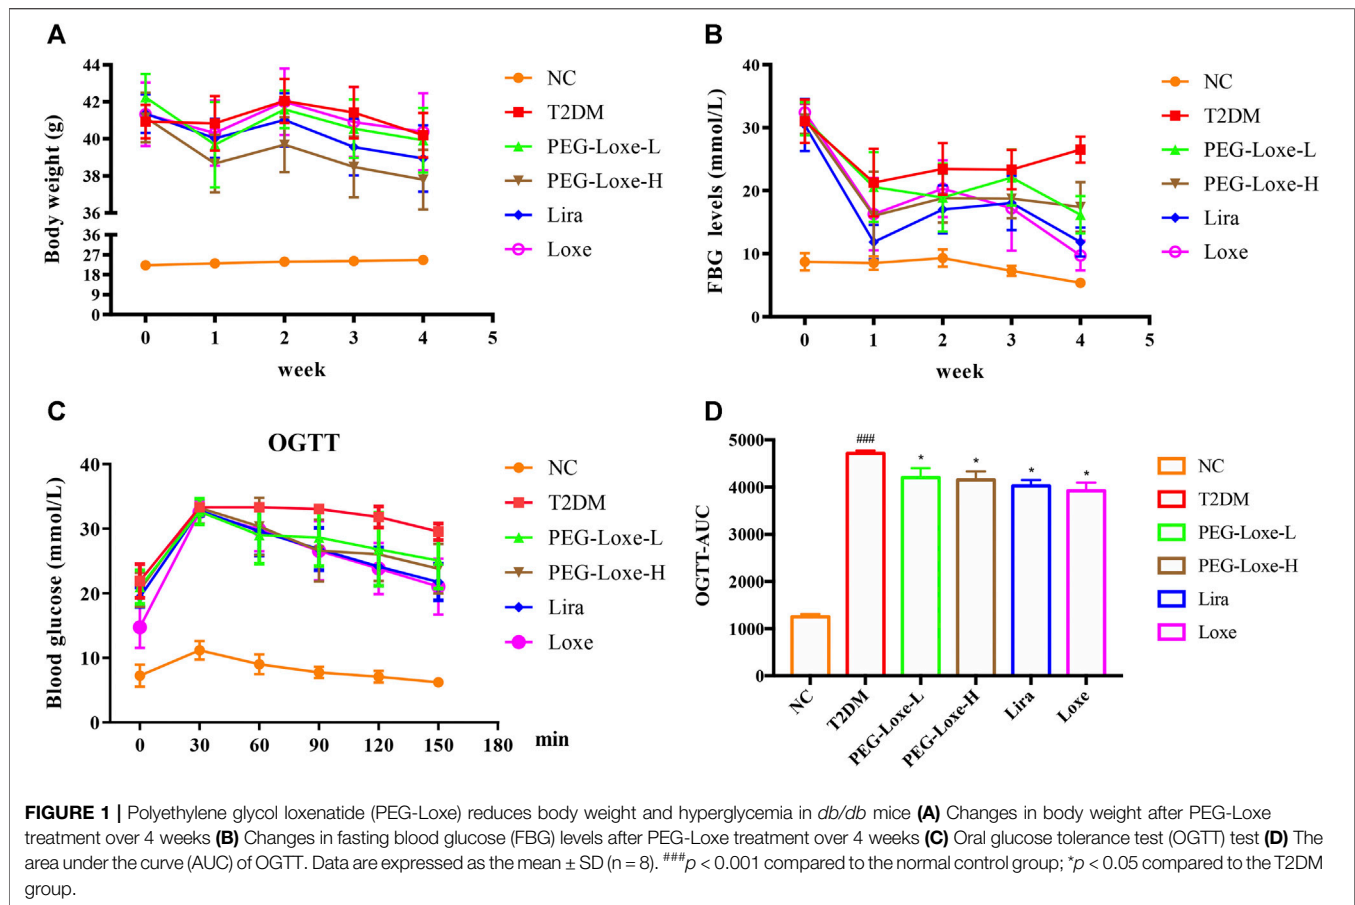 A
44
42
40
38
36
36
27
18
9
0
Body weight (g)
0 1 2 3 4 5
week
NC
T2DM
PEG-Loxe-L
PEG-Loxe-H
Lira
Loxe
B
40
30
20
10
0
FBG levels (mmol/L)
0 1 2 3 4 5
week
NC
T2DM
PEG-Loxe-L
PEG-Loxe-H
Lira
Loxe
C
OGTT
40
30
20
10
0
Blood glucose (mmol/L)
0 30 60 90 120 150 180 min
NC
T2DM
PEG-Loxe-L
PEG-Loxe-H
Lira
Loxe
D
5000
4000
3000
2000
1000
0
OGTT-AUC
###
* * * *
NC T2DM PEG-Loxe-L PEG-Loxe-H Lira Loxe
NC
T2DM
PEG-Loxe-L
PEG-Loxe-H
Lira
Loxe
FIGURE 1 | Polyethylene glycol loxenatide (PEG-Loxe) reduces body weight and hyperglycemia in db/db mice (A) Changes in body weight after PEG-Loxe
treatment over 4 weeks (B) Changes in fasting blood glucose (FBG) levels after PEG-Loxe treatment over 4 weeks (C) Oral glucose tolerance test (OGTT) test (D) The
area under the curve (AUC) of OGTT. Data are expressed as the mean ± SD (n = 8). ###p < 0.001 compared to the normal control group; *p < 0.05 compared to the T2DM
group.